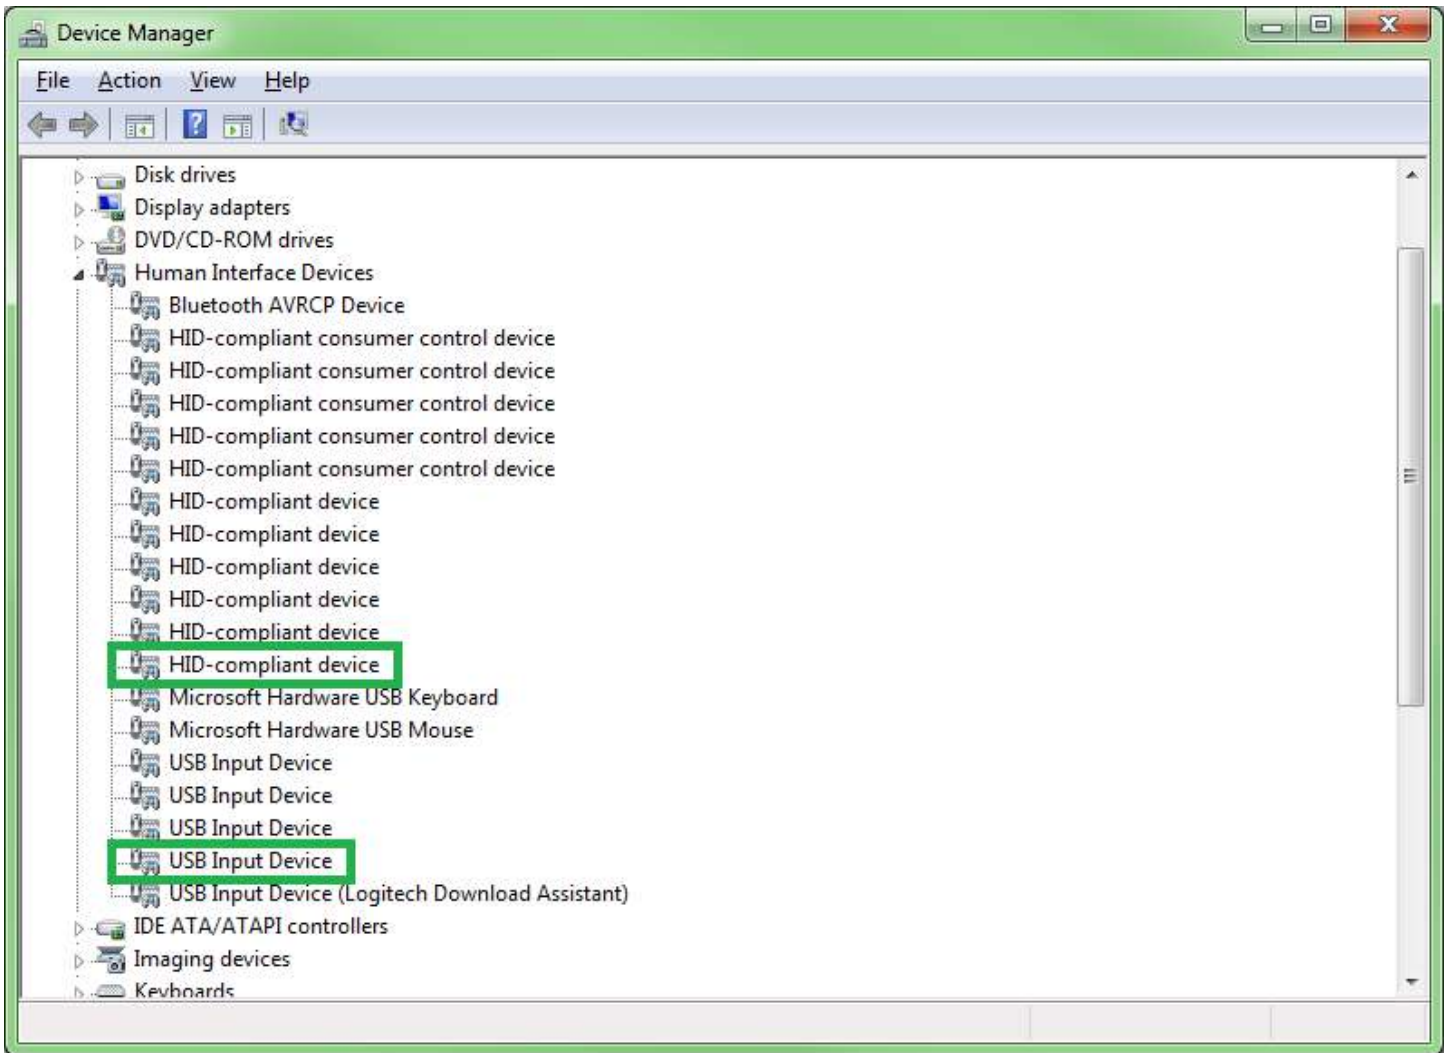 Device Manager
File Action View Help
Disk drives
Display adapters
DVD/CD-ROM drives
Human Interface Devices
Bluetooth AVRCP Device
HID-compliant consumer control device
HID-compliant consumer control device
HID-compliant consumer control device
HID-compliant consumer control device
HID-compliant consumer control device
HID-compliant device
HID-compliant device
HID-compliant device
HID-compliant device
HID-compliant device
HID-compliant device
Microsoft Hardware USB Keyboard
Microsoft Hardware USB Mouse
USB Input Device
USB Input Device
USB Input Device
USB Input Device
USB Input Device (Logitech Download Assistant)
IDE ATA/ATAPI controllers
Imaging devices
Keyboards